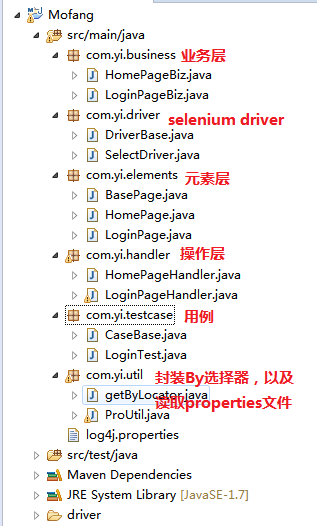 Mofang
src/main/java
com.yi.business 业务层
HomePageBiz.java
LoginPageBiz.java
com.yi.driver selenium driver
DriverBase.java
SelectDriver.java
com.yi.elements 元素层
BasePage.java
HomePage.java
LoginPage.java
com.yi.handler 操作层
HomePageHandler.java
LoginPageHandler.java
com.yi.testcase 用例
CaseBase.java
LoginTest.java
com.yi.util 封装By选择器，以及
getByLocator.java 读取properties文件
ProUtil.java
log4j.properties
src/test/java
Maven Dependencies
JRE System Library [JavaSE-1.7]
driver